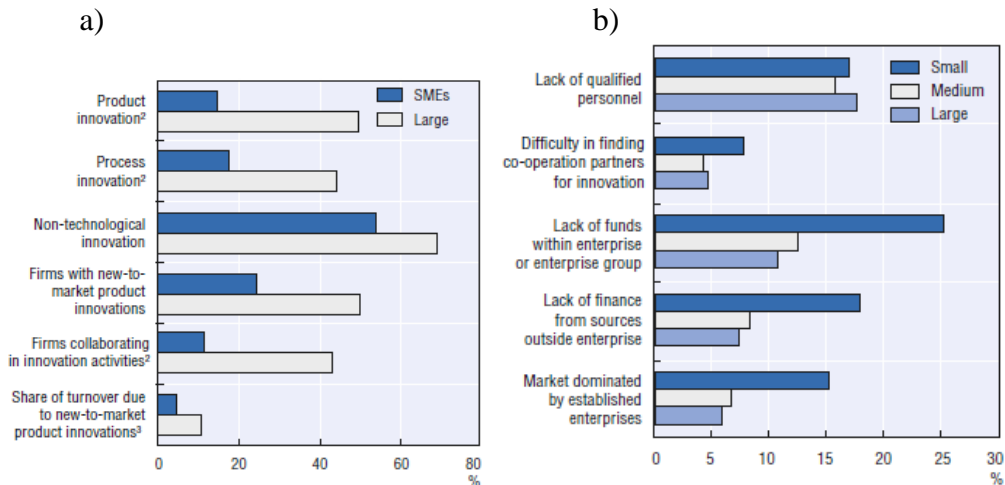 a)
SMEs
Large
Product
innovation²
Process
innovation²
Non-technological
innovation
Firms with new-to-
market product
innovations
Firms collaborating
in innovation activities²
Share of turnover due
to new-to-market
product innovations³
0 20 40 60 80
%
b)
Small
Medium
Large
Lack of qualified
personnel
Difficulty in finding
co-operation partners
for innovation
Lack of funds
within enterprise
or enterprise group
Lack of finance
from sources
outside enterprise
Market dominated
by established
enterprises
0 5 10 15 20 25 30
%